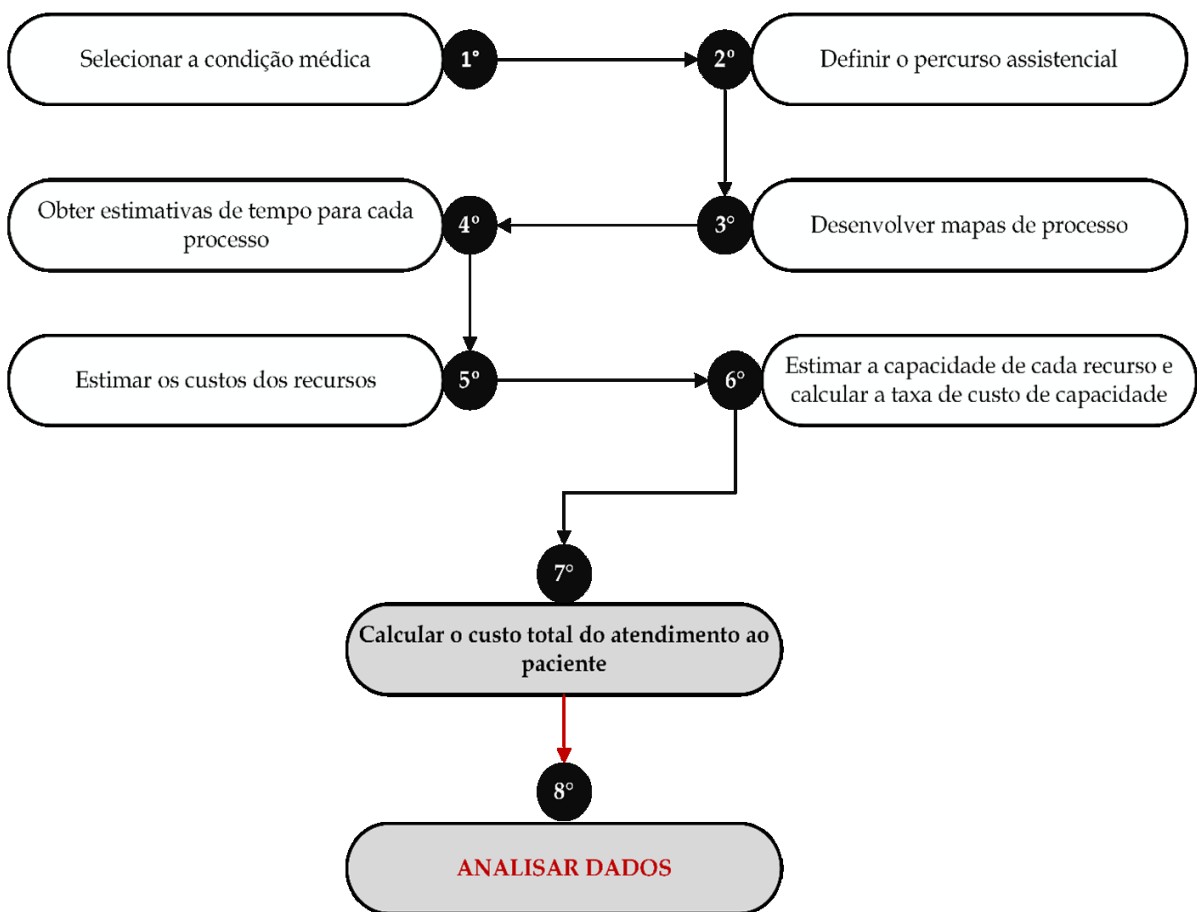 Selecionar a condição médica
1°
2º
Definir o percurso assistencial
3°
Desenvolver mapas de processo
4º
Obter estimativas de tempo para cada
processo
5º
Estimar os custos dos recursos
6°
Estimar a capacidade de cada recurso e
calcular a taxa de custo de capacidade
7°
Calcular o custo total do atendimento ao
paciente
8°
ANALISAR DADOS